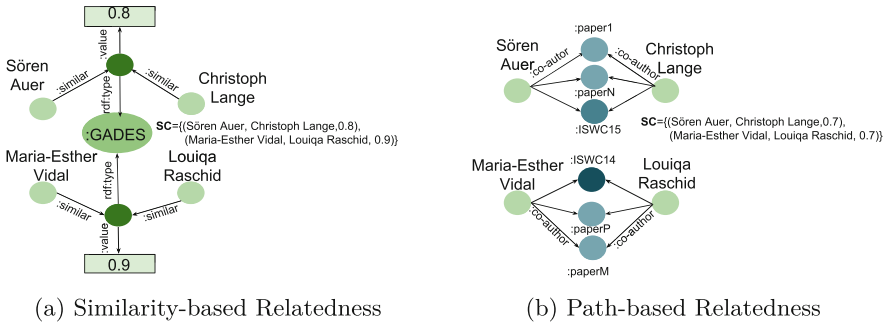 0.8
:value
Sören
Auer
:similar
:similar
Christoph
Lange
rdf:type
:GADES
SC={(Sören Auer, Christoph Lange,0.8),
(Maria-Esther Vidal, Louiqa Raschid, 0.9)}
Maria-Esther
Vidal
rdf:type
Louiqa
Raschid
:similar
:similar
:value
0.9
(a) Similarity-based Relatedness
:paper1
Sören
Auer
:co-autor
:co-author
Christoph
Lange
:paperN
:ISWC15
SC={(Sören Auer, Christoph Lange,0.7),
(Maria-Esther Vidal, Louiqa Raschid, 0.7)}
:ISWC14
Maria-Esther
Vidal
Louiqa
Raschid
:paperP
:co-author
:co-author
:paperM
(b) Path-based Relatedness